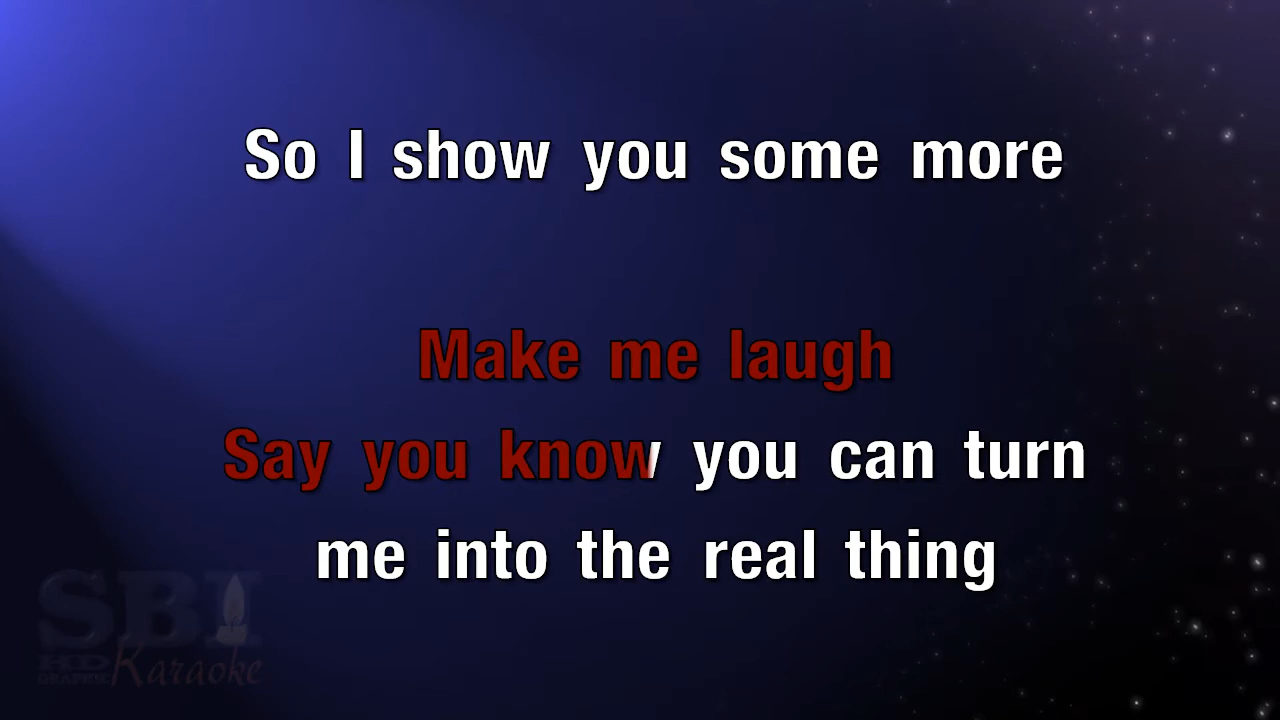 So I show you some more
Make me laugh
Say you know you can turn
me into the real thing
SBI
HD
GRAPHIC Karaoke